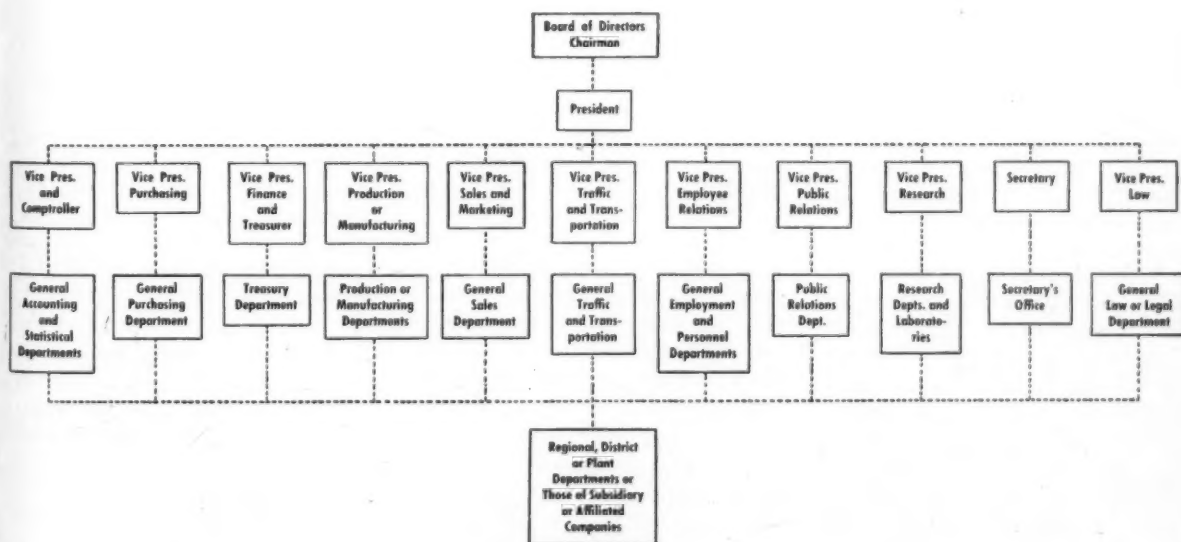 Board of Directors
Chairman
President
Vice Pres.
and
Comptroller
Vice Pres.
Purchasing
Vice Pres.
Finance
and
Treasurer
Vice Pres.
Production
or
Manufacturing
Vice Pres.
Sales and
Marketing
Vice Pres.
Traffic
and Trans-
portation
Vice Pres.
Employee
Relations
Vice Pres.
Public
Relations
Vice Pres.
Research
Secretary
Vice Pres.
Law
General
Accounting
and
Statistical
Departments
General
Purchasing
Department
Treasury
Department
Production or
Manufacturing
Departments
General
Sales
Department
General
Traffic
and Trans-
portation
General
Employment
and
Personnel
Departments
Public
Relations
Dept.
Research
Depts. and
Laborato-
ries
Secretary's
Office
General
Law or Legal
Department
Regional, District
or Plant
Departments or
Those of Subsidiary
or Affiliated
Companies